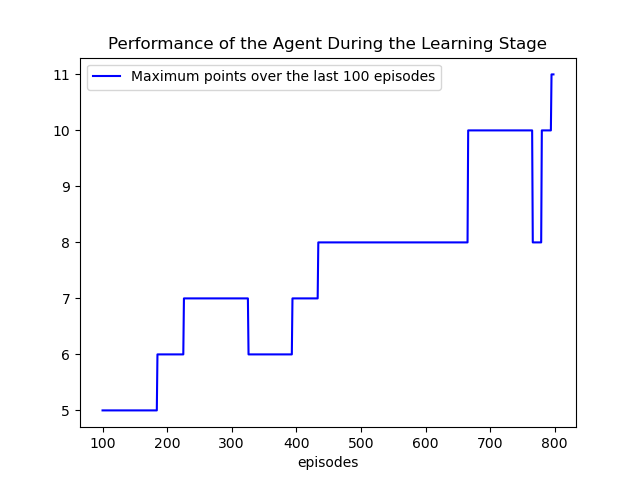 Performance of the Agent During the Learning Stage
Maximum points over the last 100 episodes
11
10
9
8
7
6
5
100 200 300 400 500 600 700 800
episodes